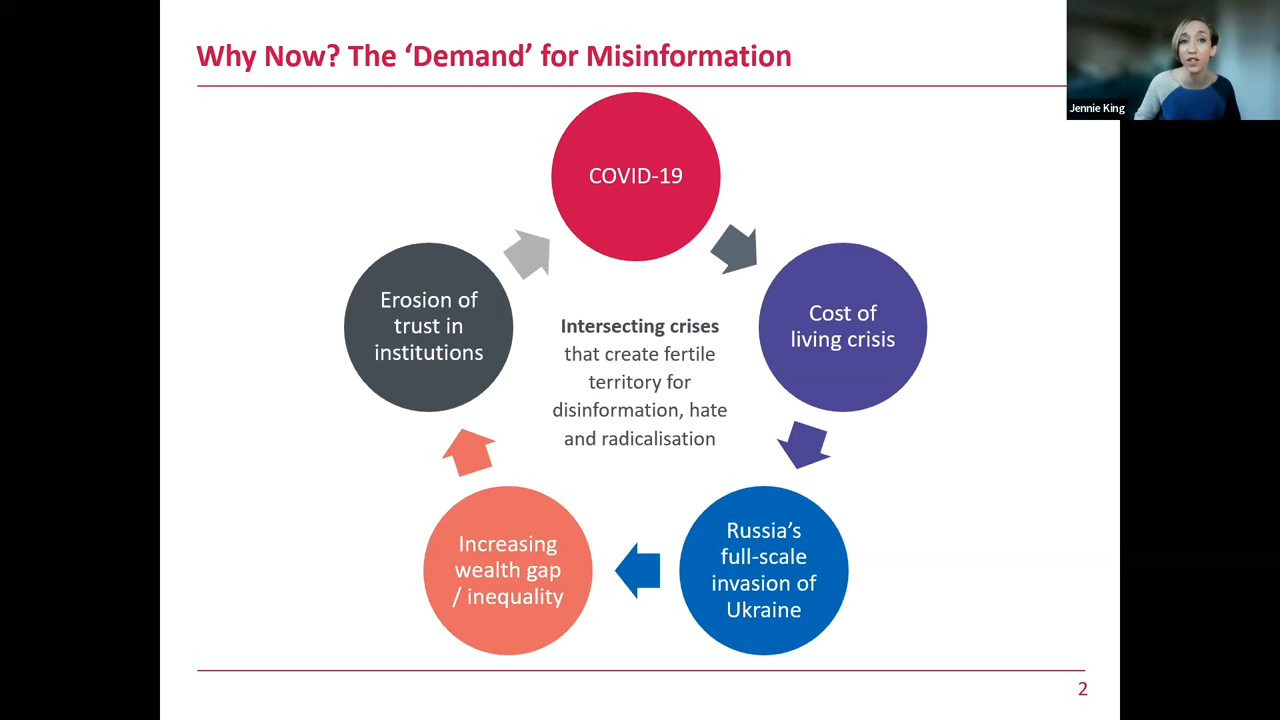 Why Now? The ‘Demand’ for Misinformation
Jennie King
COVID-19
Cost of
living crisis
Russia’s
full-scale
invasion of
Ukraine
Increasing
wealth gap
/ inequality
Erosion of
trust in
institutions
Intersecting crises
that create fertile
territory for
disinformation, hate
and radicalisation
2